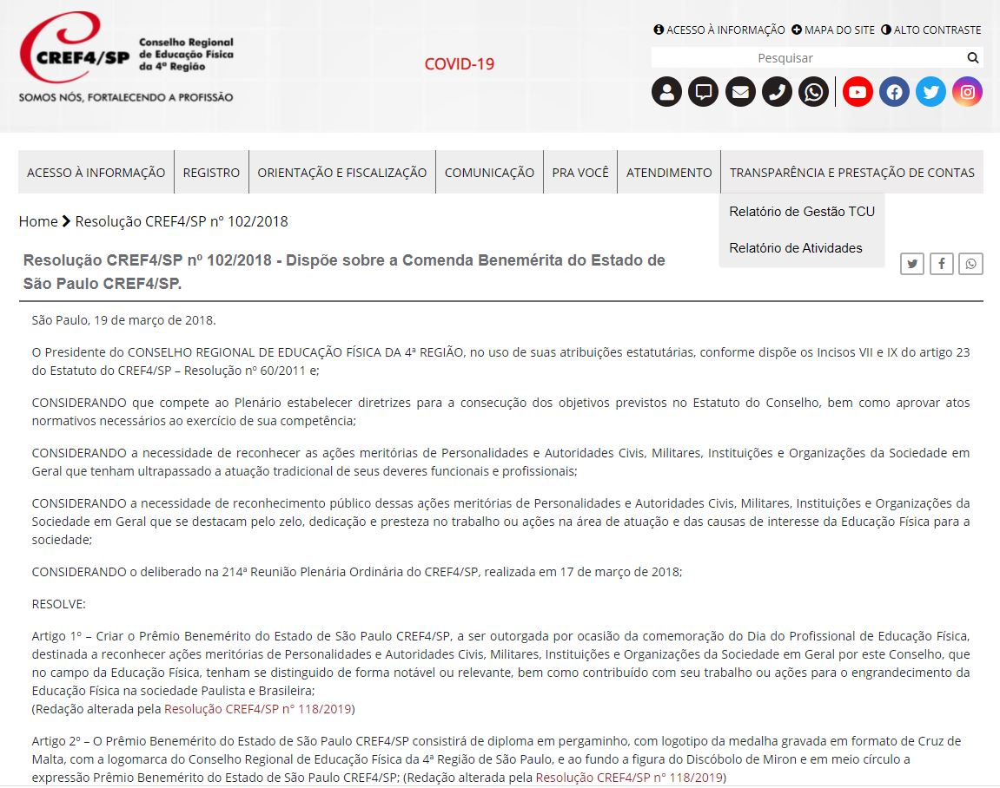 CREF4/SP
Conselho Regional
de Educação Física
da 4ª Região
SOMOS NÓS, FORTALECENDO A PROFISSÃO
COVID-19
ACESSO À INFORMAÇÃO MAPA DO SITE ALTO CONTRASTE
Pesquisar
ACESSO À INFORMAÇÃO REGISTRO ORIENTAÇÃO E FISCALIZAÇÃO COMUNICAÇÃO PRA VOCÊ ATENDIMENTO TRANSPARÊNCIA E PRESTAÇÃO DE CONTAS
Relatório de Gestão TCU
Relatório de Atividades
Home Resolução CREF4/SP nº 102/2018
Resolução CREF4/SP nº 102/2018 - Dispõe sobre a Comenda Benemérita do Estado de
São Paulo CREF4/SP.
São Paulo, 19 de março de 2018.
O Presidente do CONSELHO REGIONAL DE EDUCAÇÃO FÍSICA DA 4ª REGIÃO, no uso de suas atribuições estatutárias, conforme dispõe os Incisos VII e IX do artigo 23
do Estatuto do CREF4/SP – Resolução nº 60/2011 e;
CONSIDERANDO que compete ao Plenário estabelecer diretrizes para a consecução dos objetivos previstos no Estatuto do Conselho, bem como aprovar atos
normativos necessários ao exercício de sua competência;
CONSIDERANDO a necessidade de reconhecer as ações meritórias de Personalidades e Autoridades Civis, Militares, Instituições e Organizações da Sociedade em
Geral que tenham ultrapassado a atuação tradicional de seus deveres funcionais e profissionais;
CONSIDERANDO a necessidade de reconhecimento público dessas ações meritórias de Personalidades e Autoridades Civis, Militares, Instituições e Organizações da
Sociedade em Geral que se destacam pelo zelo, dedicação e presteza no trabalho ou ações na área de atuação e das causas de interesse da Educação Física para a
sociedade;
CONSIDERANDO o deliberado na 214ª Reunião Plenária Ordinária do CREF4/SP, realizada em 17 de março de 2018;
RESOLVE:
Artigo 1º – Criar o Prêmio Benemérito do Estado de São Paulo CREF4/SP, a ser outorgada por ocasião da comemoração do Dia do Profissional de Educação Física,
destinada a reconhecer ações meritórias de Personalidades e Autoridades Civis, Militares, Instituições e Organizações da Sociedade em Geral por este Conselho, que
no campo da Educação Física, tenham se distinguido de forma notável ou relevante, bem como contribuído com seu trabalho ou ações para o engrandecimento da
Educação Física na sociedade Paulista e Brasileira;
(Redação alterada pela Resolução CREF4/SP nº 118/2019)
Artigo 2º – O Prêmio Benemérito do Estado de São Paulo CREF4/SP consistirá de diploma em pergaminho, com logotipo da medalha gravada em formato de Cruz de
Malta, com a logomarca do Conselho Regional de Educação Física da 4ª Região de São Paulo, e ao fundo a figura do Discóbolo de Miron e em meio círculo a
expressão Prêmio Benemérito do Estado de São Paulo CREF4/SP; (Redação alterada pela Resolução CREF4/SP nº 118/2019)